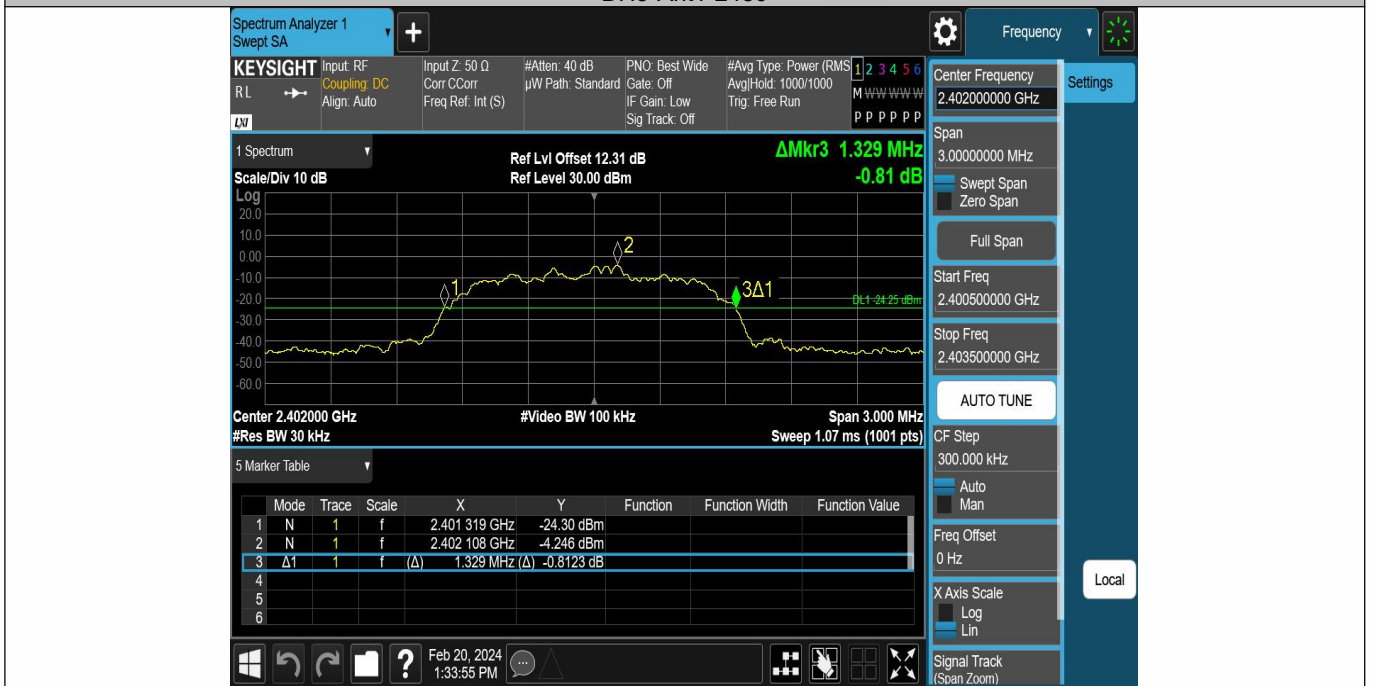 Spectrum Analyzer 1
Swept SA
+
Frequency
KEYSIGHT
RL
LXI
Input: RF
Coupling: DC
Align: Auto
Input Z: 50 Ω
Corr CCorr
Freq Ref: Int (S)
#Atten: 40 dB
µW Path: Standard
PNO: Best Wide
Gate: Off
IF Gain: Low
Sig Track: Off
#Avg Type: Power (RMS
Avg|Hold: 1000/1000
Trig: Free Run
1 2 3 4 5 6
M W W W W W
P P P P P P
1 Spectrum
Scale/Div 10 dB
Ref Lvl Offset 12.31 dB
Ref Level 30.00 dBm
ΔMkr3 1.329 MHz
-0.81 dB
Log
20.0
10.0
0.00
-10.0
-20.0
-30.0
-40.0
-50.0
-60.0
1
2
3Δ1
DL1 -24.25 dBm
Center 2.402000 GHz
#Video BW 100 kHz
Span 3.000 MHz
#Res BW 30 kHz
Sweep 1.07 ms (1001 pts)
5 Marker Table
Mode Trace Scale X Y Function Function Width Function Value
1 N 1 f 2.401 319 GHz -24.30 dBm
2 N 1 f 2.402 108 GHz -4.246 dBm
3 Δ1 1 f (Δ) 1.329 MHz (Δ) -0.8123 dB
4
5
6
?
Feb 20, 2024
1:33:55 PM
Center Frequency
2.402000000 GHz
Settings
Span
3.00000000 MHz
Swept Span
Zero Span
Full Span
Start Freq
2.400500000 GHz
Stop Freq
2.403500000 GHz
AUTO TUNE
CF Step
300.000 kHz
Auto
Man
Freq Offset
0 Hz
X Axis Scale
Log
Lin
Local
Signal Track
(Span Zoom)